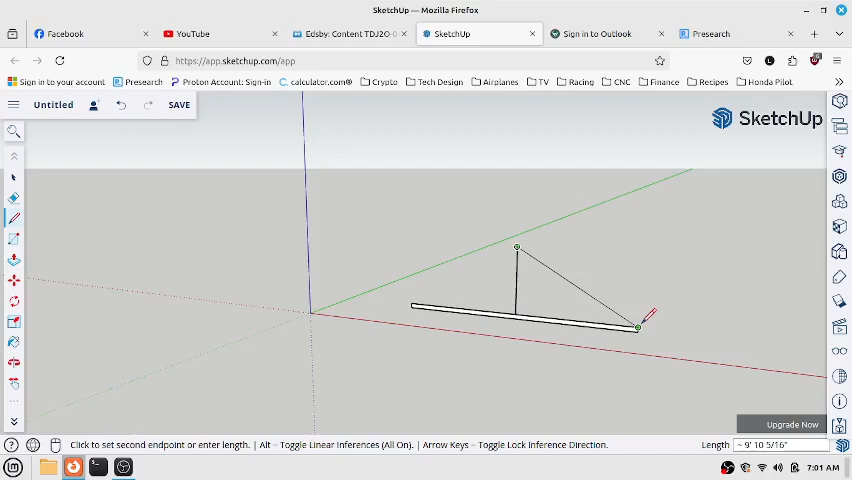 SketchUp — Mozilla Firefox
Facebook
YouTube
Edsby: Content TDJ2O-0
SketchUp
Sign in to Outlook
Presearch
https://app.sketchup.com/app
Sign into your account
Presearch
Proton Account: Sign-in
calculator.com®
Crypto
Tech Design
Airplanes
TV
Racing
CNC
Finance
Recipes
Honda Pilot
Untitled
SAVE
SketchUp
Upgrade Now
Click to set second endpoint or enter length. | Alt = Toggle Linear Inferences (All On). | Arrow Keys = Toggle Lock Inference Direction.
Length
~ 9' 10 5/16"
7:01 AM